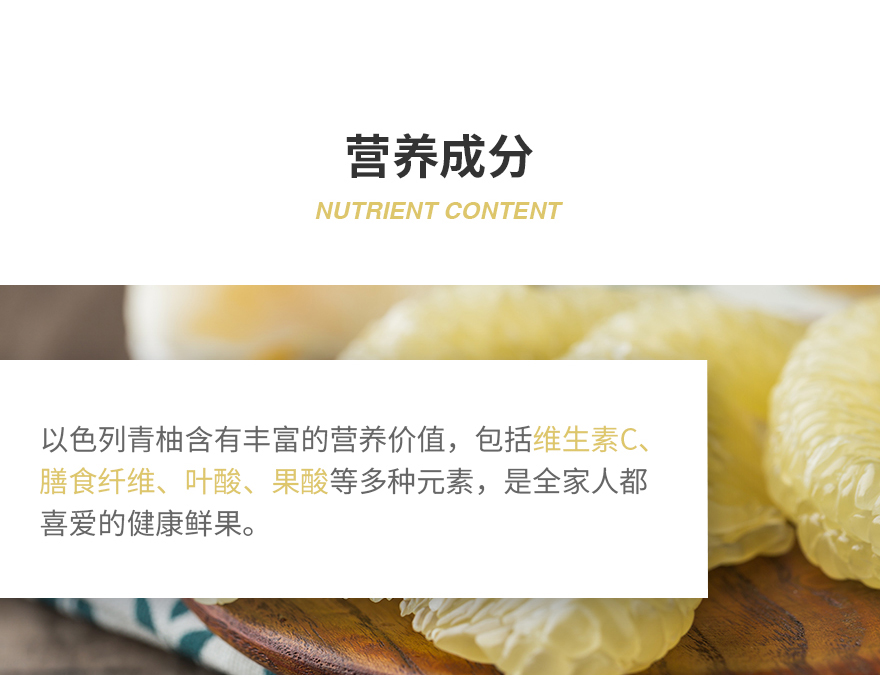 营养成分
NUTRIENT CONTENT
以色列青柚含有丰富的营养价值，包括维生素C、
膳食纤维、叶酸、果酸等多种元素，是全家人都
喜爱的健康鲜果。